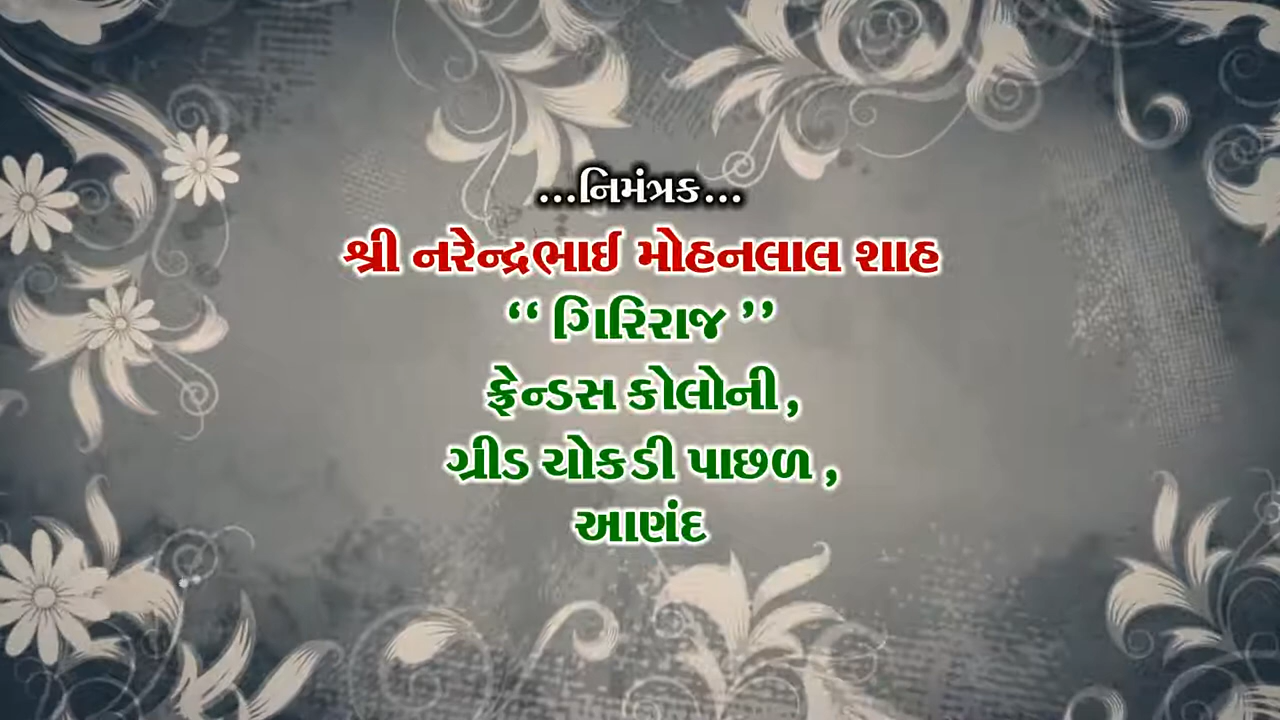 ...નિમંત્રક...
શ્રી નરેન્દ્રભાઈ મોહનલાલ શાહ
‘‘ ગિરિરાજ ’’
ફ્રેન્ડસ કોલોની,
ગ્રીડ ચોકડી પાછળ ,
આણંદ